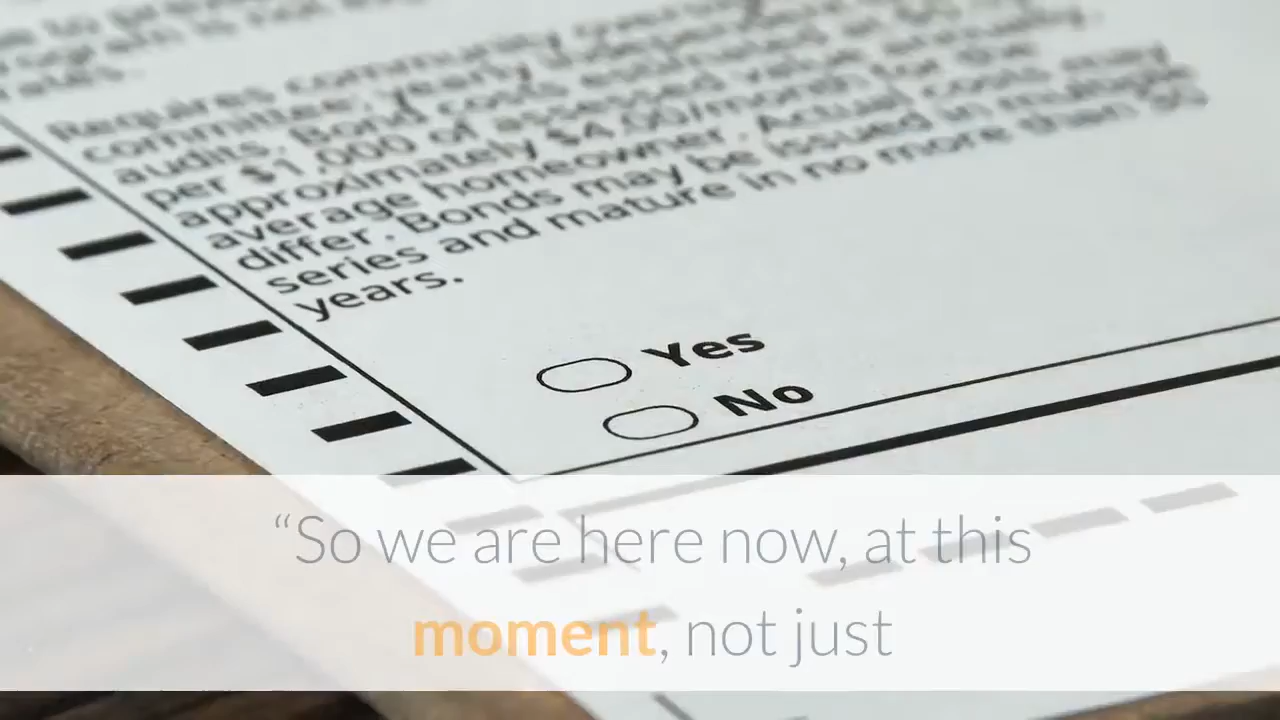 Requires community
committee, yearly
audits. Bond costs estimated at
per $1,000 of assessed value annually,
approximately $4.00/month for the
average homeowner. Actual costs may
differ. Bonds may be issued in multiple
series and mature in no more than
years.
Yes
No
“So we are here now, at this
moment, not just